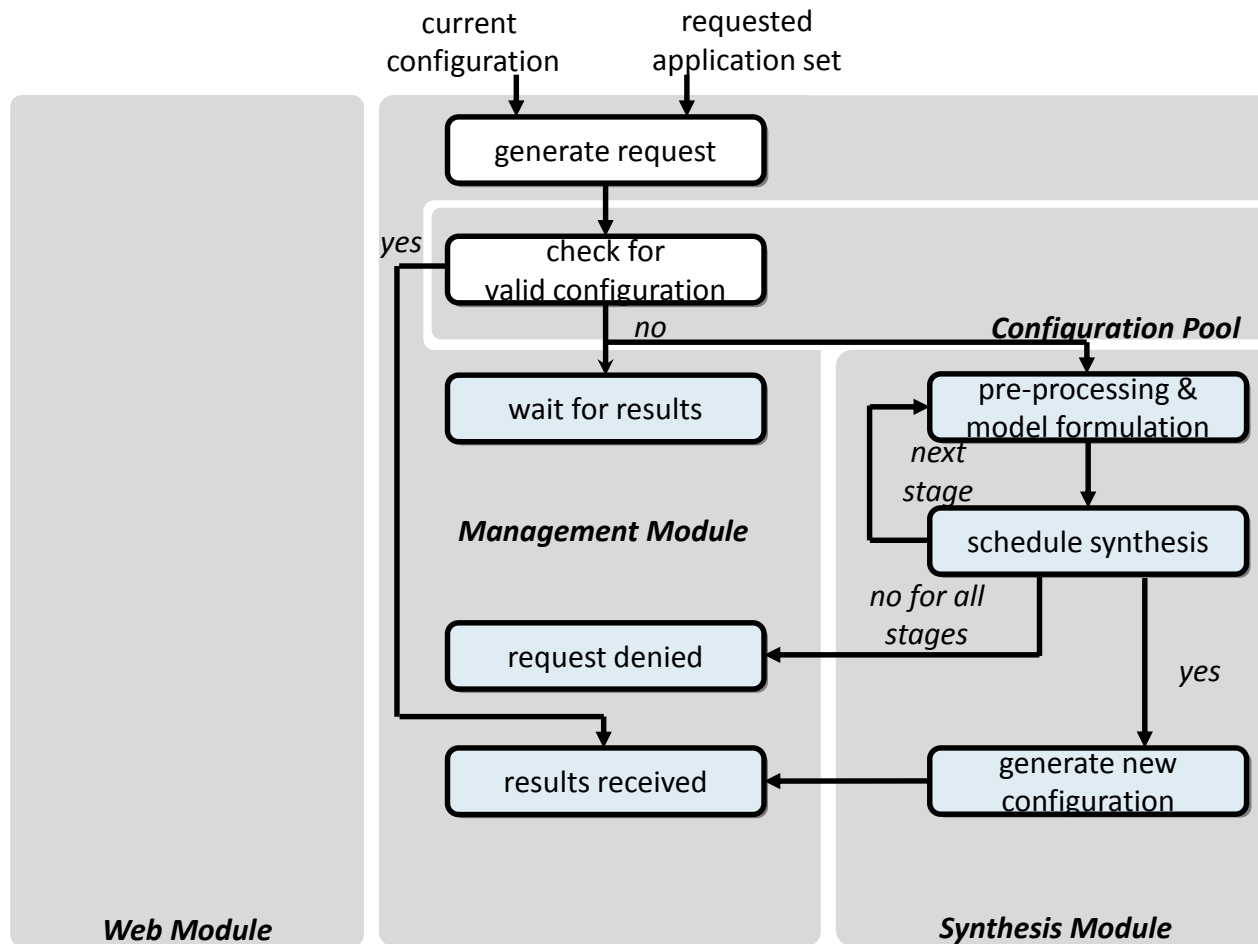 current
configuration
requested
application set
generate request
yes
check for
valid configuration
no
Configuration Pool
wait for results
pre-processing &
model formulation
next
stage
Management Module
schedule synthesis
no for all
stages
request denied
yes
results received
generate new
configuration
Web Module
Synthesis Module